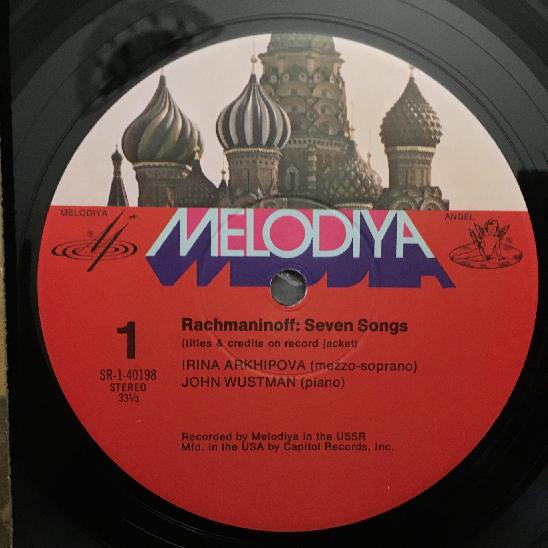 MELODIYA
ANGEL
MELODIYA
Rachmaninoff: Seven Songs
(titles & credits on record jacket)
1
IRINA ARKHIPOVA (mezzo-soprano)
JOHN WUSTMAN (piano)
SR-1-40198
STEREO
33⅓
Recorded by Melodiya in the USSR
Mfd. in the USA by Capitol Records, Inc.